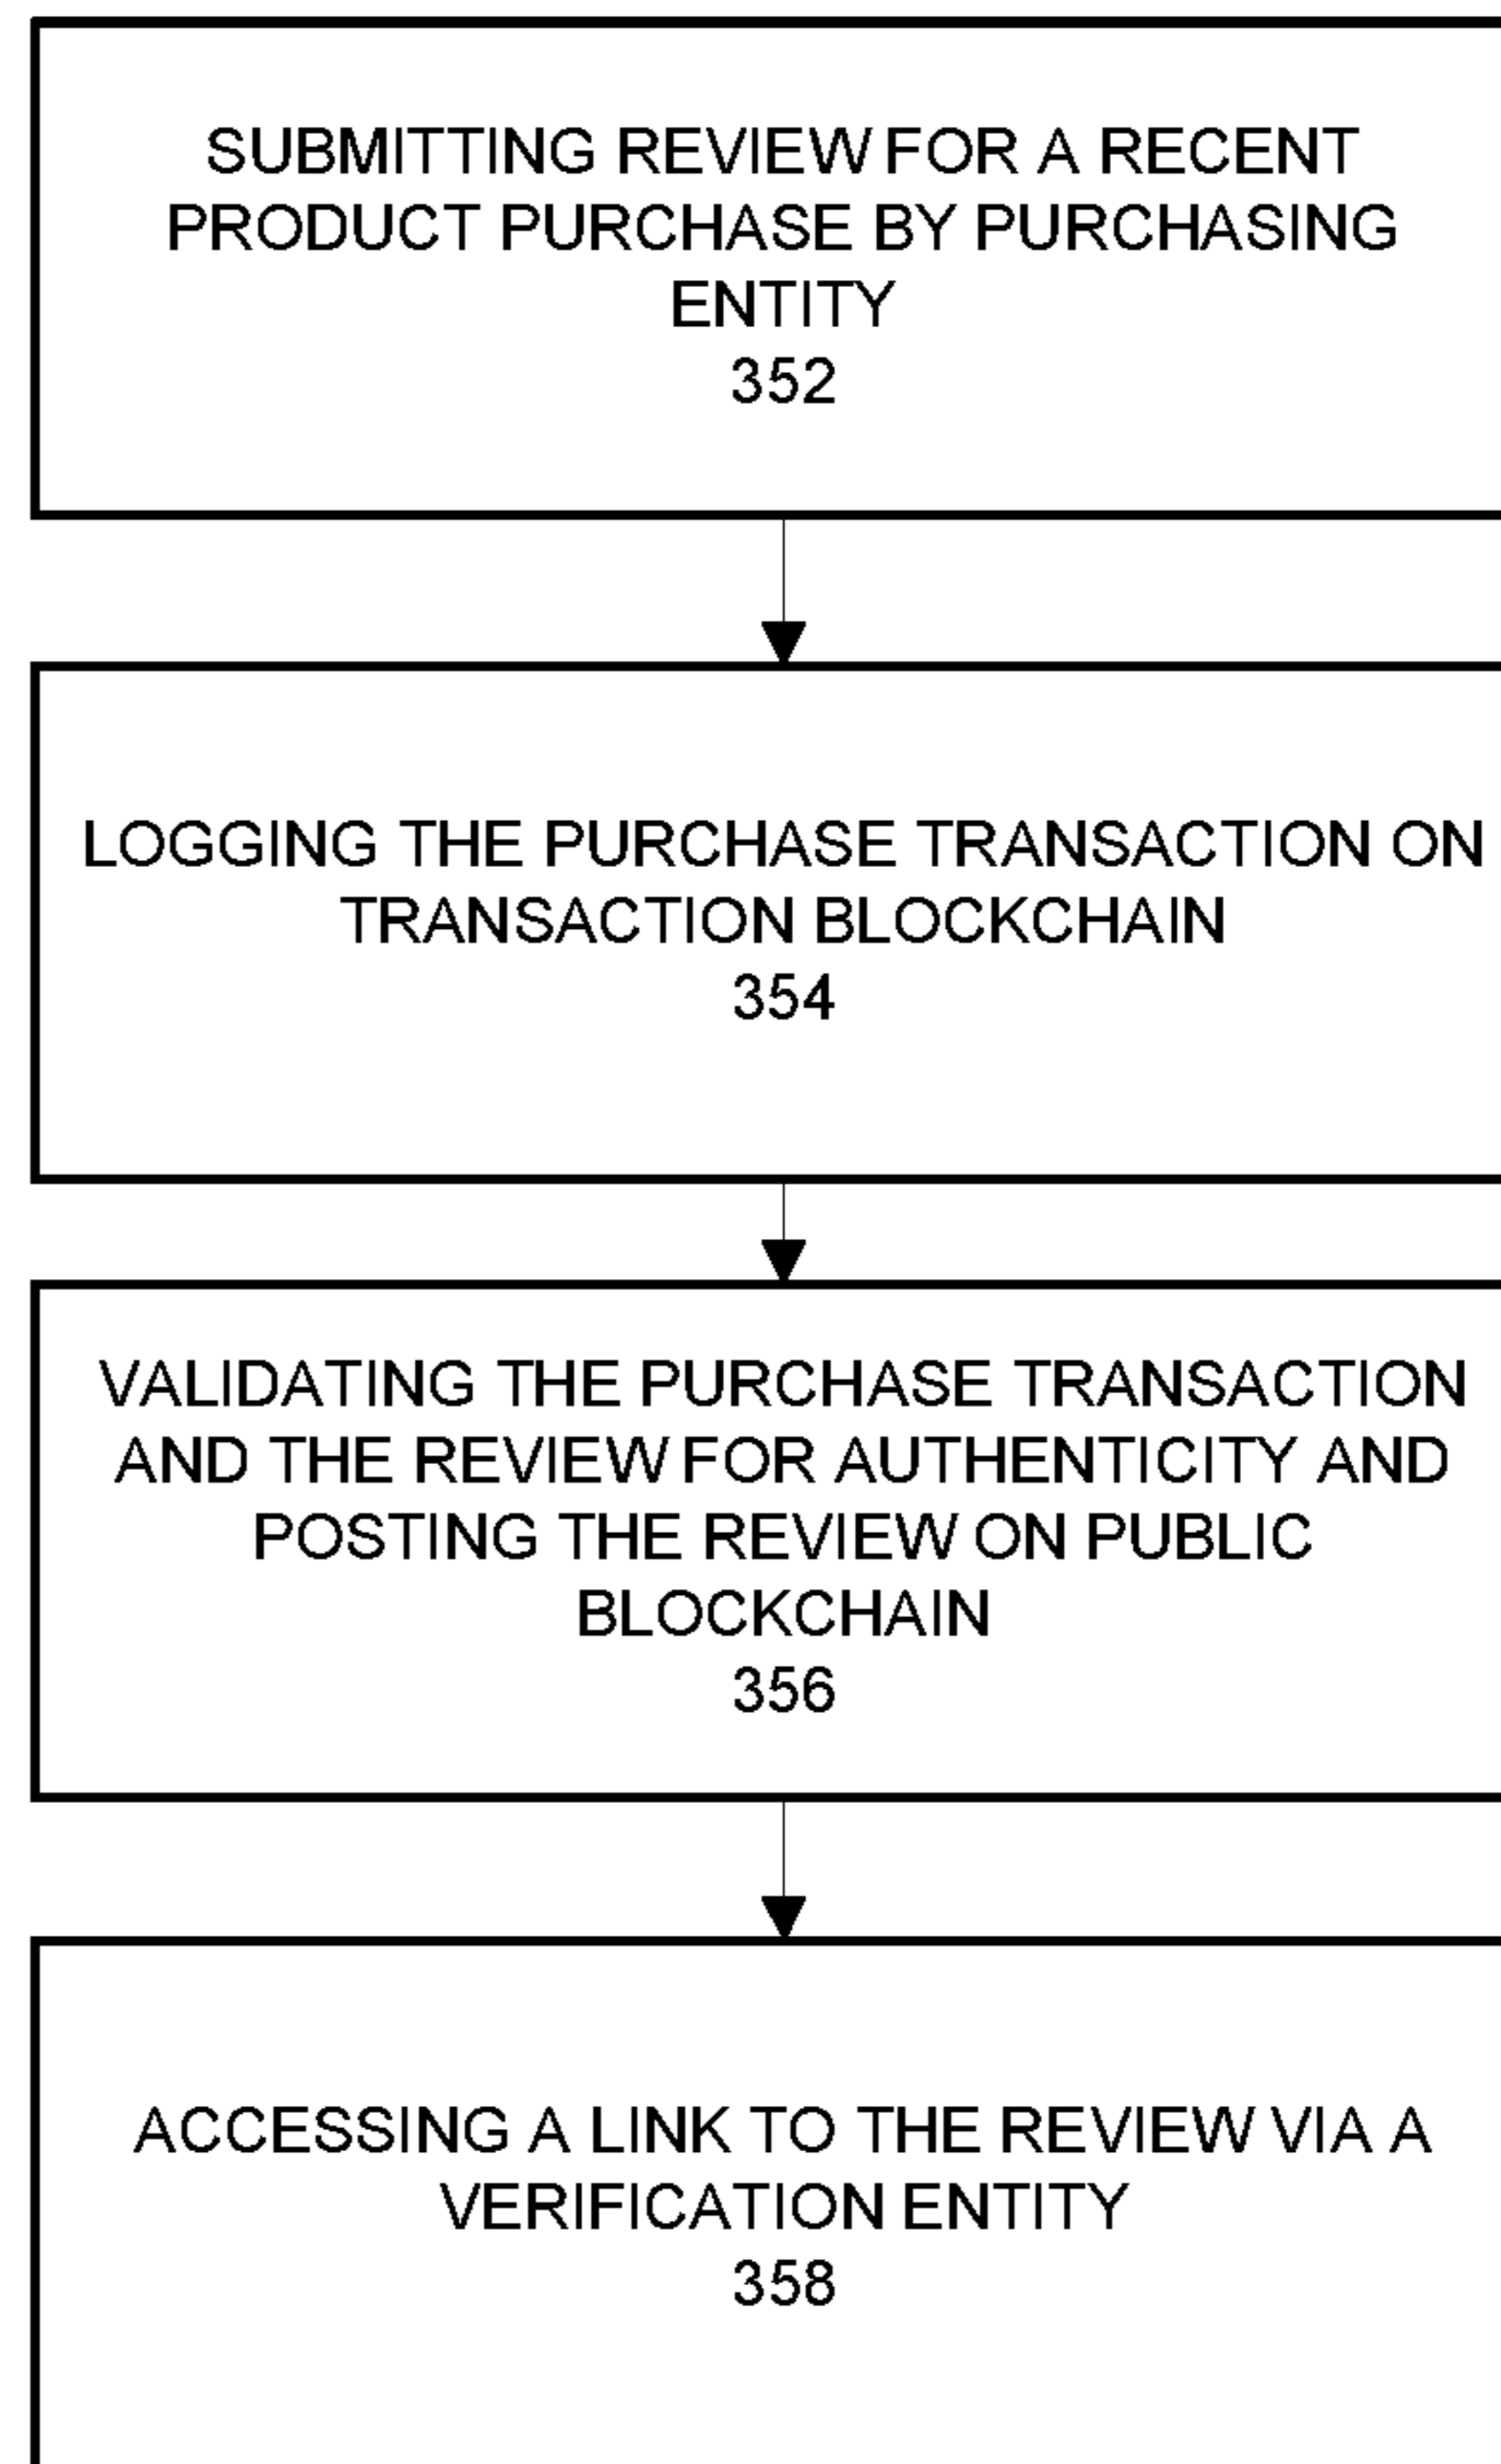 SUBMITTING REVIEW FOR A RECENT
PRODUCT PURCHASE BY PURCHASING
ENTITY
352
LOGGING THE PURCHASE TRANSACTION ON
TRANSACTION BLOCKCHAIN
354
VALIDATING THE PURCHASE TRANSACTION
AND THE REVIEW FOR AUTHENTICITY AND
POSTING THE REVIEW ON PUBLIC
BLOCKCHAIN
356
ACCESSING A LINK TO THE REVIEW VIA A
VERIFICATION ENTITY
358